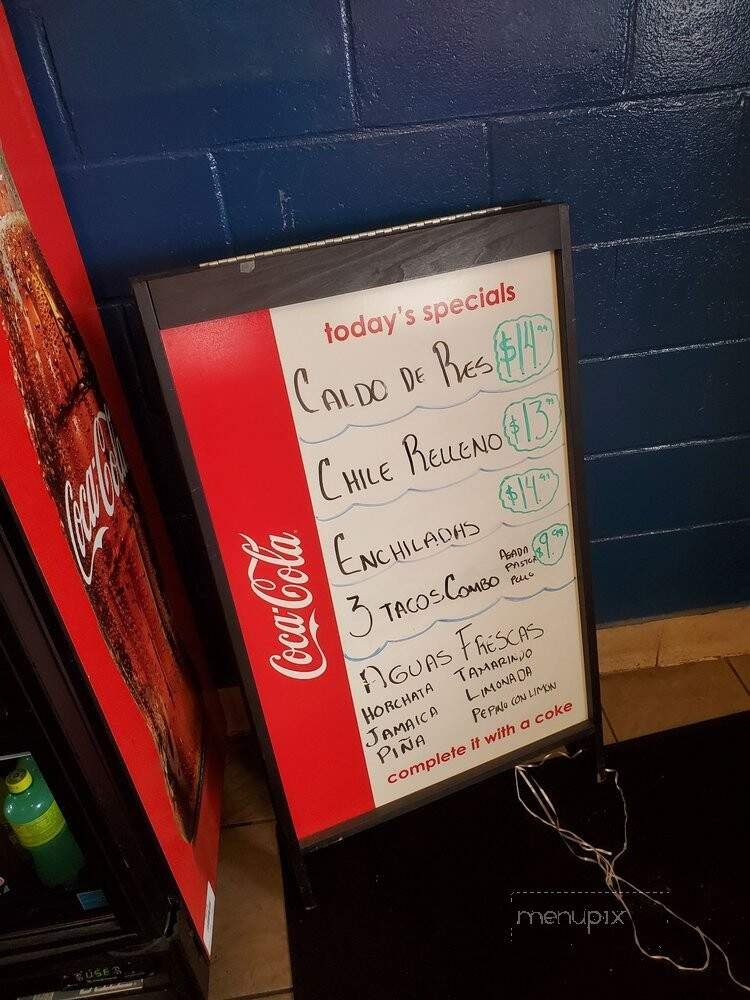 today's specials
CALDO DE RES $14.99
CHILE RELLENO $13.99
ENCHILADAS $14.99
3 TACOS COMBO ASADA PASTOR POLLO $9.99
AGUAS FRESCAS
HORCHATA TAMARINDO
JAMAICA LIMONADA
PIÑA PEPINO CON LIMON
complete it with a coke
Coca-Cola
Coca-Cola
menupix